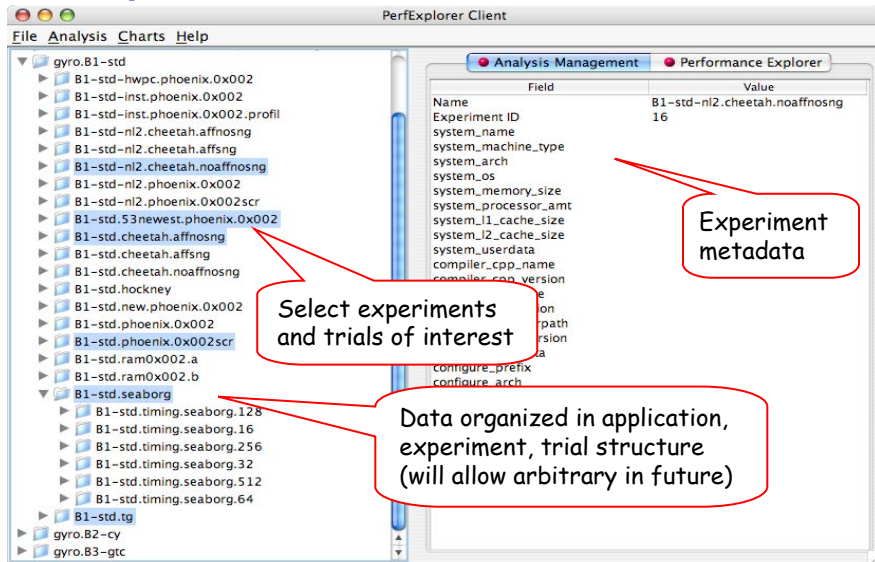 PerfExplorer Client
File Analysis Charts Help
gyro.B1-std
B1-std-hwpc.phoenix.0x002
B1-std-inst.phoenix.0x002
B1-std-inst.phoenix.0x002.profil
B1-std-nl2.cheetah.affnosng
B1-std-nl2.cheetah.affsng
B1-std-nl2.cheetah.noaffnosng
B1-std-nl2.phoenix.0x002
B1-std-nl2.phoenix.0x002scr
B1-std.53newest.phoenix.0x002
B1-std.cheetah.affnosng
B1-std.cheetah.affsng
B1-std.cheetah.noaffnosng
B1-std.hockney
B1-std.new.phoenix.0x002
B1-std.phoenix.0x002
B1-std.phoenix.0x002scr
B1-std.ram0x002.a
B1-std.ram0x002.b
B1-std.seaborg
B1-std.timing.seaborg.128
B1-std.timing.seaborg.16
B1-std.timing.seaborg.256
B1-std.timing.seaborg.32
B1-std.timing.seaborg.512
B1-std.timing.seaborg.64
B1-std.tg
gyro.B2-cy
gyro.B3-gtc
Analysis Management Performance Explorer
Field Value
Name B1-std-nl2.cheetah.noaffnosng
Experiment ID 16
system_name
system_machine_type
system_arch
system_os
system_memory_size
system_processor_amt
system_l1_cache_size
system_l2_cache_size
system_userdata
compiler_cpp_name
compiler_cpp_version
configure_prefix
configure_arch
Experiment
metadata
Select experiments
and trials of interest
Data organized in application,
experiment, trial structure
(will allow arbitrary in future)